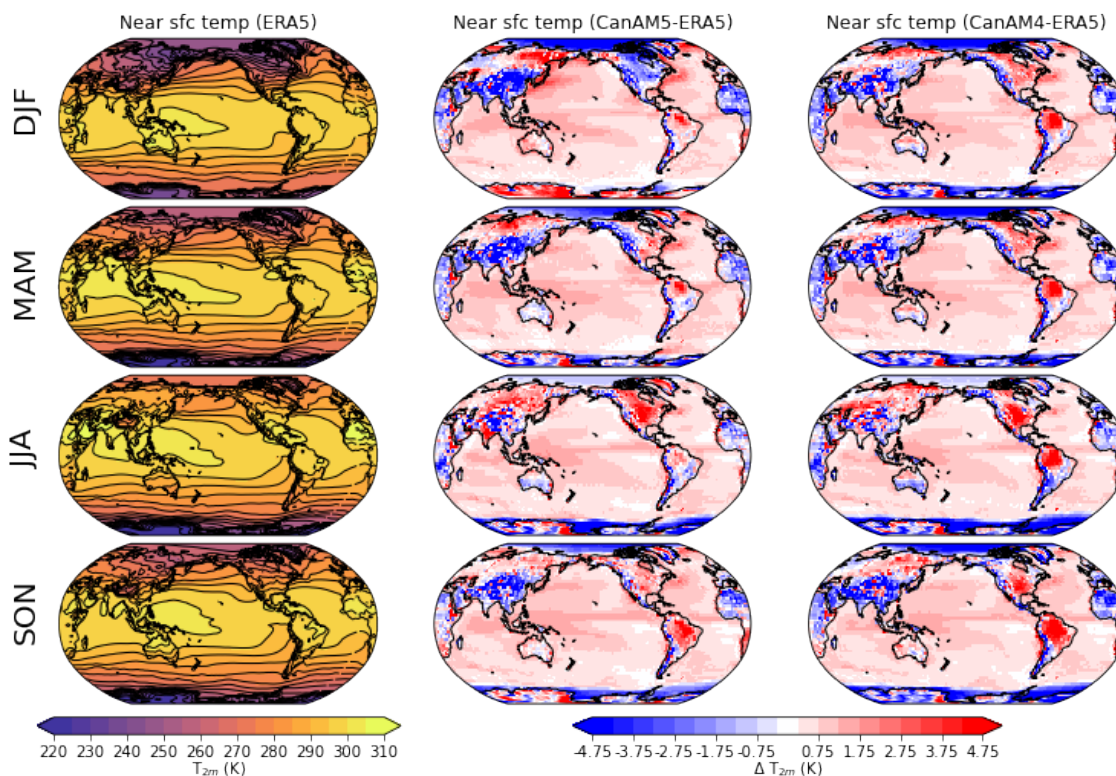 Near sfc temp (ERA5) Near sfc temp (CanAM5-ERA5) Near sfc temp (CanAM4-ERA5)
DJF
MAM
JJA
SON
220 230 240 250 260 270 280 290 300 310
T2m (K)
-4.75 -3.75 -2.75 -1.75 -0.75 0.75 1.75 2.75 3.75 4.75
Δ T2m (K)